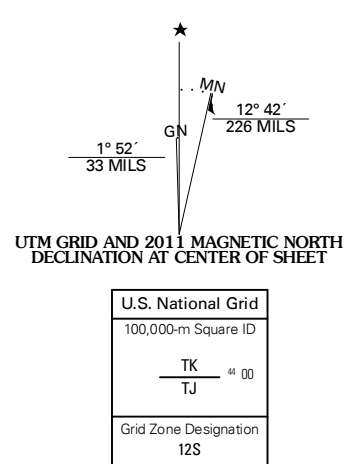 ★
MN
GN
12° 42´
226 MILS
1° 52´
33 MILS
UTM GRID AND 2011 MAGNETIC NORTH
DECLINATION AT CENTER OF SHEET
U.S. National Grid
100,000-m Square ID
TK
44 00
TJ
Grid Zone Designation
12S